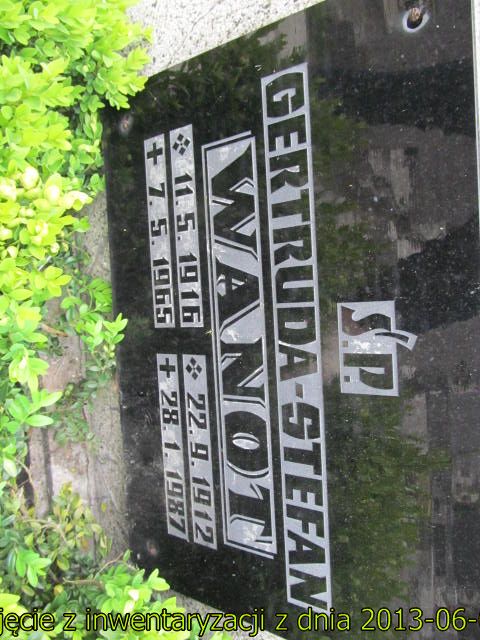 Ś.P.
GERTRUDA-STEFAN
WANOT
❖ 11.5.1916 ❖ 22.9.1912
✝ 7.5.1965 ✝ 28.1.1987
jęcie z inwentaryzacji z dnia 2013-06-